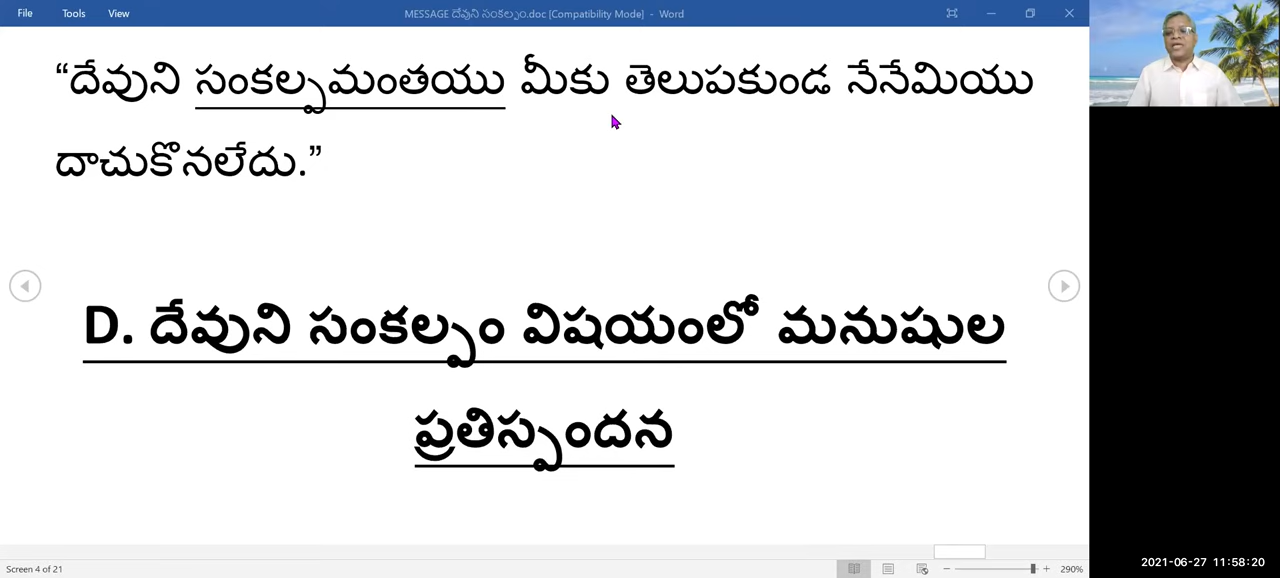 File Tools View MESSAGE దేవుని సంకల్పం.doc [Compatibility Mode] - Word
“దేవుని సంకల్పమంతయు మీకు తెలుపకుండ నేనేమియు
దాచుకొనలేదు.”
D. దేవుని సంకల్పం విషయంలో మనుషుల
ప్రతిస్పందన
Screen 4 of 21 290%
2021-06-27 11:58:20